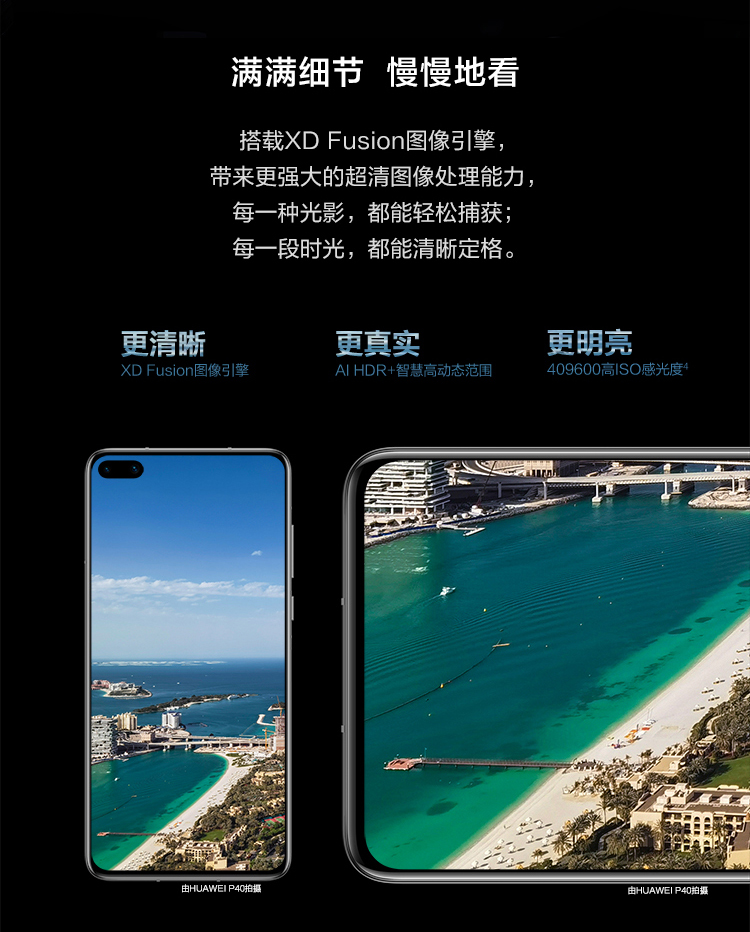 满满细节 慢慢地看
搭载XD Fusion图像引擎，
带来更强大的超清图像处理能力，
每一种光影，都能轻松捕获；
每一段时光，都能清晰定格。
更清晰 更真实 更明亮
XD Fusion图像引擎 AI HDR+智慧高动态范围 409600高ISO感光度4
由HUAWEI P40拍摄 由HUAWEI P40拍摄